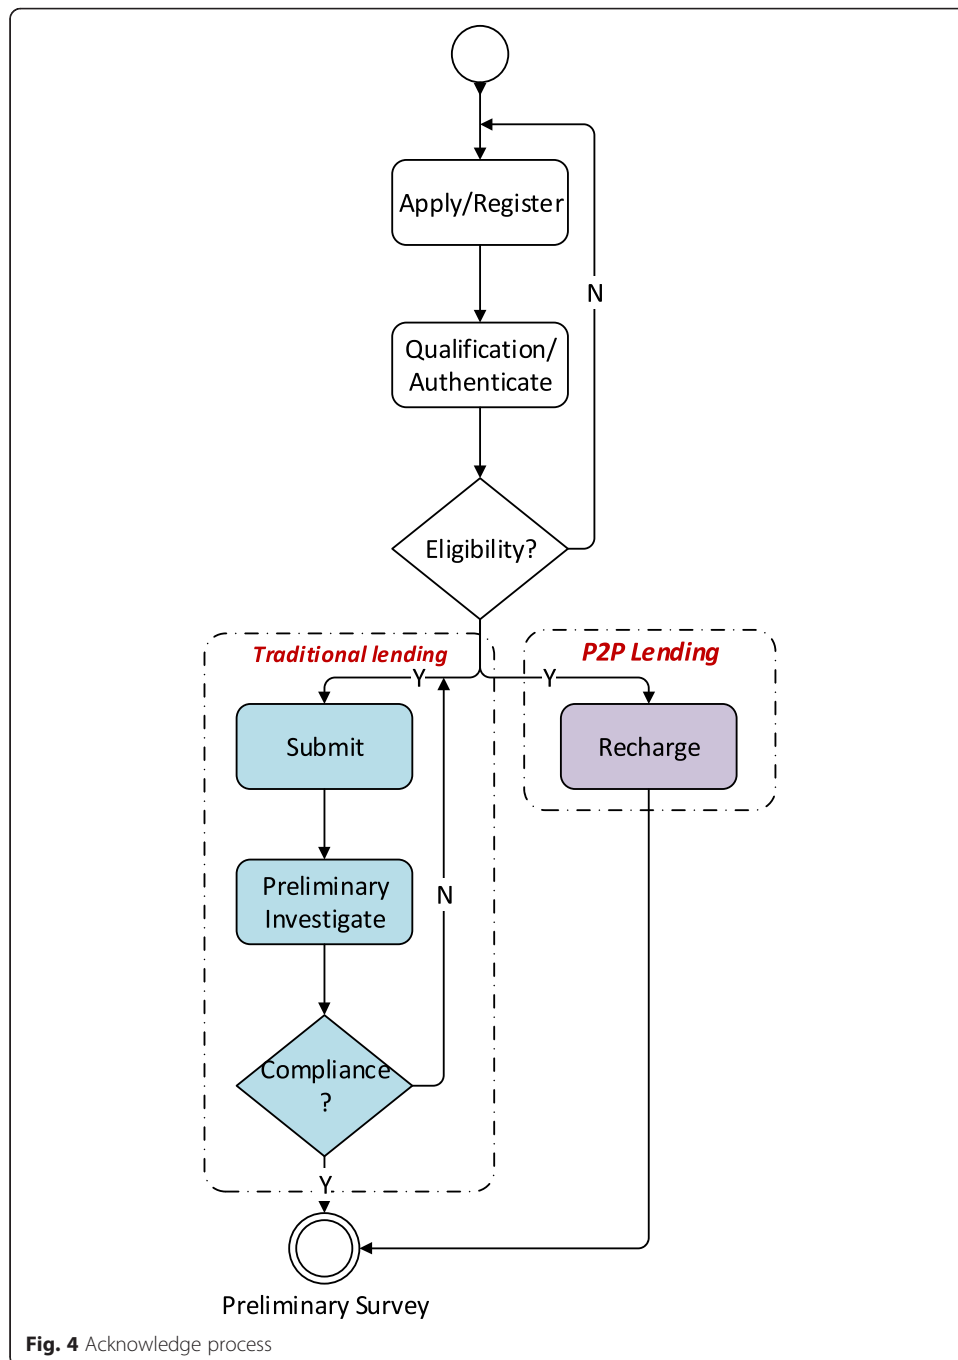 Apply/Register
N
Qualification/
Authenticate
Eligibility?
Traditional lending
P2P Lending
Y
Y
Submit
Recharge
Preliminary
Investigate
N
Compliance
?
Y
Preliminary Survey
Fig. 4 Acknowledge process